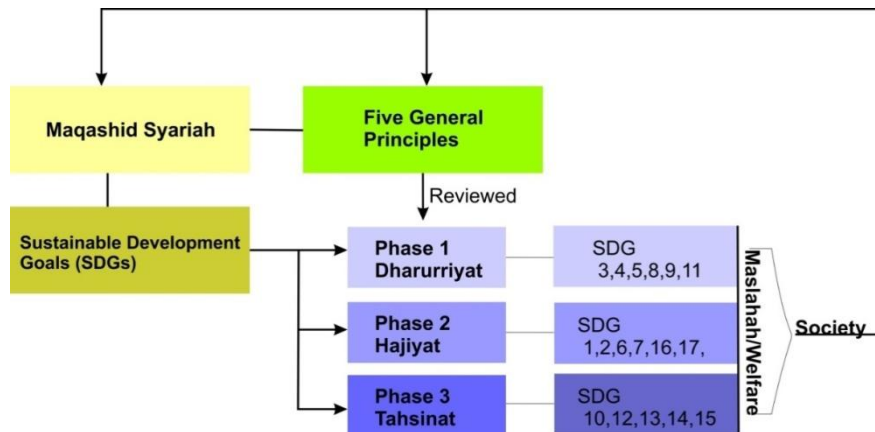 Maqashid Syariah
Five General
Principles
Reviewed
Sustainable Development
Goals (SDGs)
Phase 1
Dharurriyat
SDG
3,4,5,8,9,11
Phase 2
Hajiyat
SDG
1,2,6,7,16,17,
Phase 3
Tahsinat
SDG
10,12,13,14,15
Maslahah/Welfare
Society